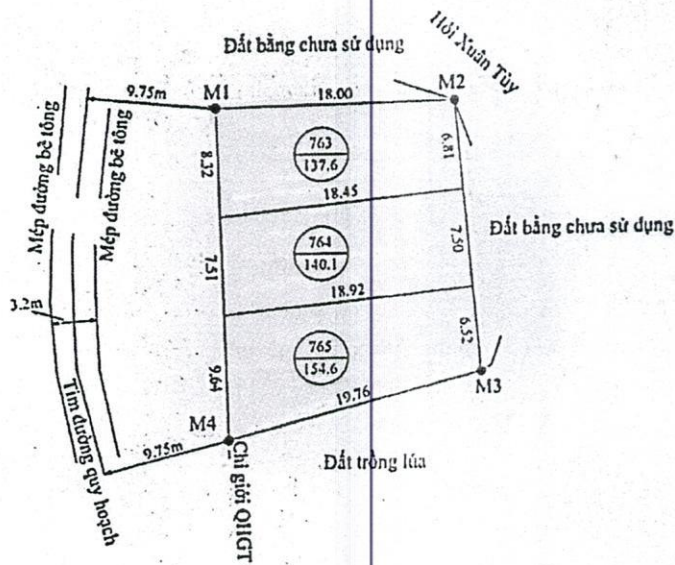 Hỏi Xuân Tùy
Đất bằng chưa sử dụng
9.75m
M1
18.00
M2
Mép đường bê tông
Mép đường bê tông
8.32
763
137.6
6.81
18.45
7.51
764
140.1
7.50
Đất bằng chưa sử dụng
3.2m
18.92
9.64
765
154.6
6.52
19.76
M3
M4
Tim đường quy hoạch
9.75m
Chỉ giới QHGT
Đất trồng lúa